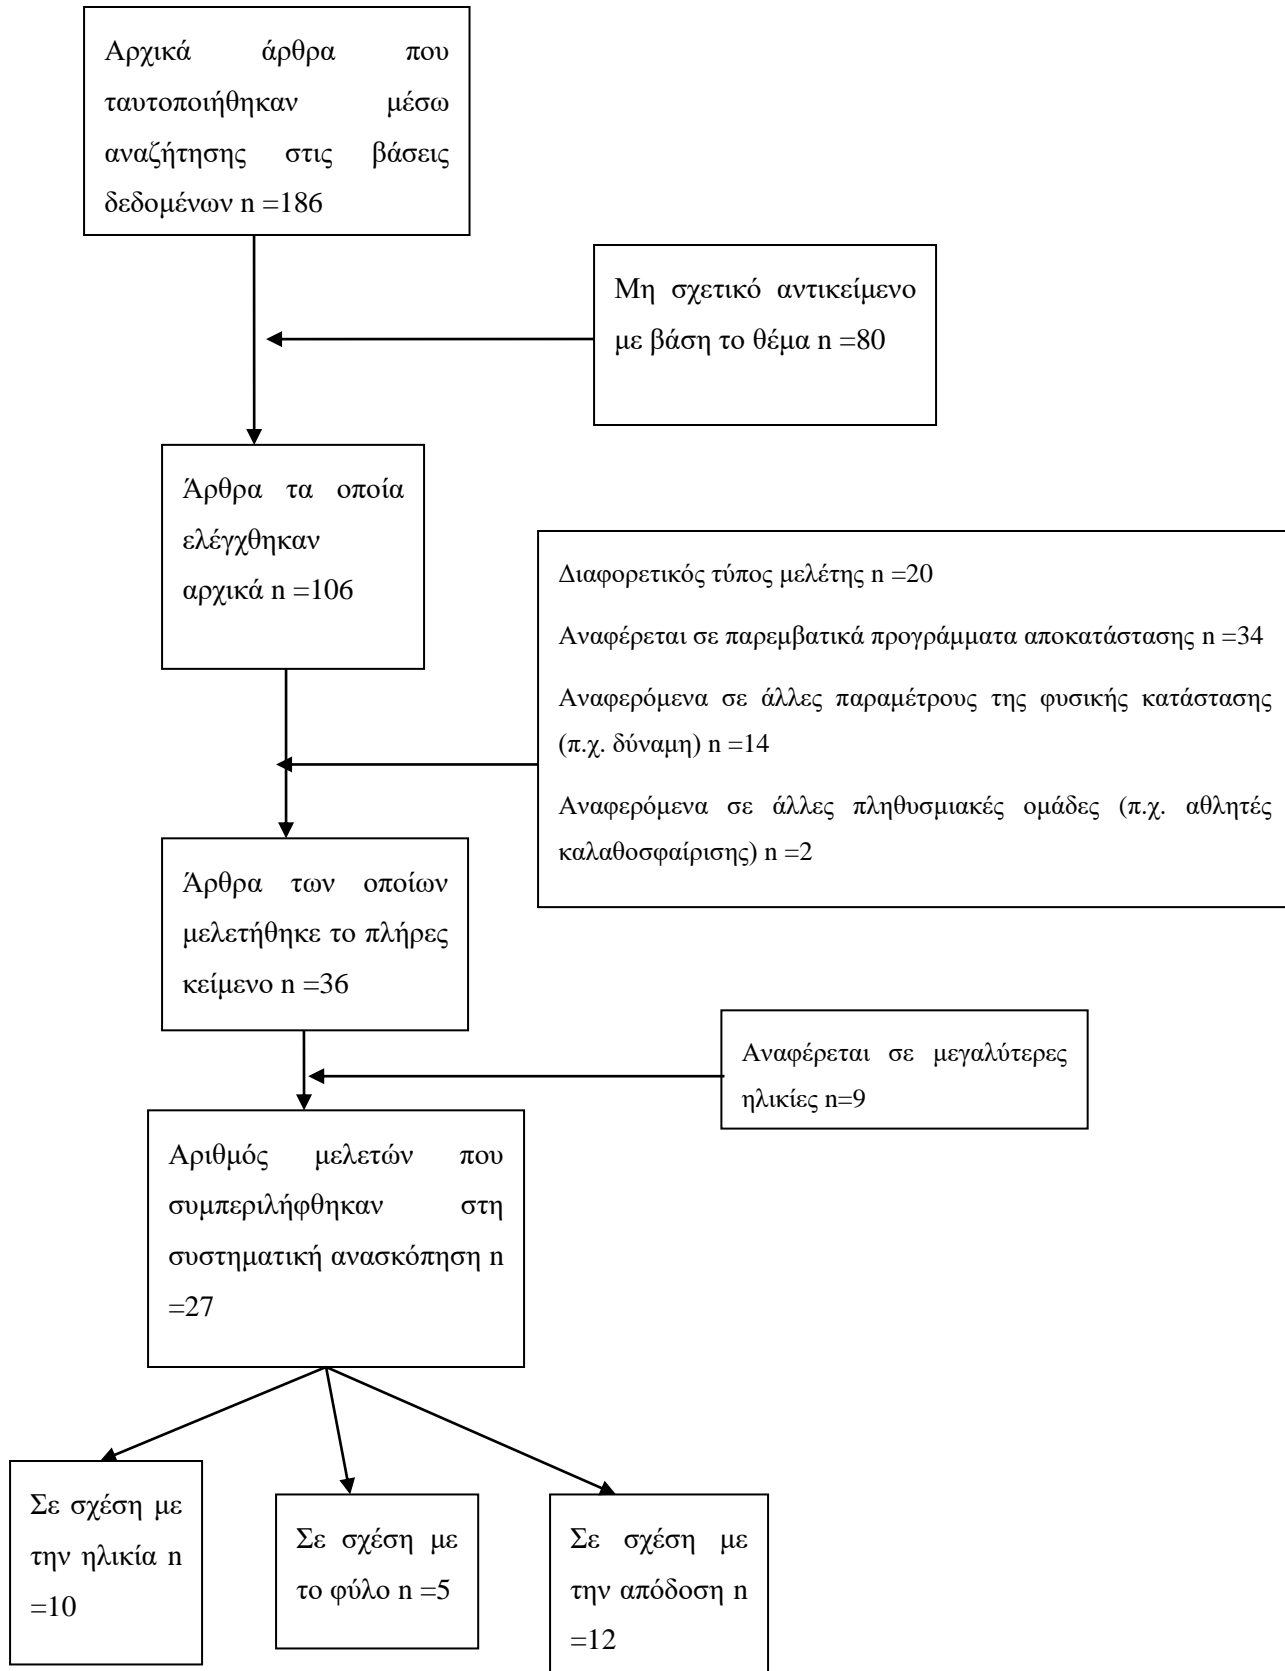 Αρχικά άρθρα που
ταυτοποιήθηκαν μέσω
αναζήτησης στις βάσεις
δεδομένων n =186
Μη σχετικό αντικείμενο
με βάση το θέμα n =80
Άρθρα τα οποία
ελέγχθηκαν
αρχικά n =106
Διαφορετικός τύπος μελέτης n =20
Αναφέρεται σε παρεμβατικά προγράμματα αποκατάστασης n =34
Αναφερόμενα σε άλλες παραμέτρους της φυσικής κατάστασης
(π.χ. δύναμη) n =14
Αναφερόμενα σε άλλες πληθυσμιακές ομάδες (π.χ. αθλητές
καλαθοσφαίρισης) n =2
Άρθρα των οποίων
μελετήθηκε το πλήρες
κείμενο n =36
Αναφέρεται σε μεγαλύτερες
ηλικίες n=9
Αριθμός μελετών που
συμπεριλήφθηκαν στη
συστηματική ανασκόπηση n
=27
Σε σχέση με
την ηλικία n
=10
Σε σχέση με
το φύλο n =5
Σε σχέση με
την απόδοση n
=12